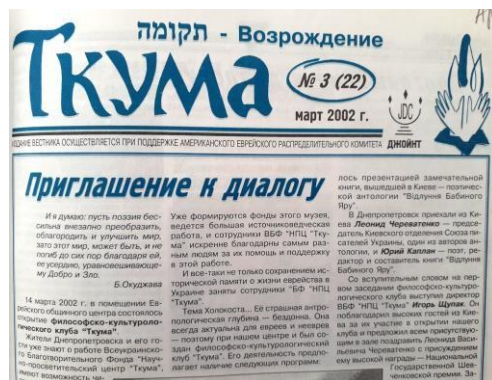 תקומה - Возрождение
Ткума
№ 3 (22)
март 2002 г.
JDC
ДЖОЙНТ
ИЗДАНИЕ ВЕСТНИКА ОСУЩЕСТВЛЯЕТСЯ ПРИ ПОДДЕРЖКЕ АМЕРИКАНСКОГО ЕВРЕЙСКОГО РАСПРЕДЕЛИТЕЛЬНОГО КОМИТЕТА
Приглашение к диалогу
И я думаю: пусть поэзия бес-
сильна внезапно преобразить,
облагородить и улучшить мир,
зато этот мир, может быть, и не
погиб до сих пор благодаря ей,
ее усердию, уравновешивающе-
му Добро и Зло.
Б.Окуджава
14 марта 2002 г. в помещении Ев-
рейского общинного центра состоялось
открытие философско-культуроло-
гического клуба "Ткума".
Жители Днепропетровска и его го-
сти уже знают о работе Всеукраинско-
го благотворительного Фонда "Науч-
но-просветительский центр "Ткума",
имеют возможность
Уже формируются фонды этого музея,
ведется большая источниковедческая
работа, и сотрудники ВБФ "НПЦ "Тку-
ма" искренне благодарны самым раз-
ным людям за их помощь и поддержку
в этой работе.
И все-таки не только сохранением ис-
торической памяти о жизни еврейства в
Украине заняты сотрудники "БФ "НПЦ
"Ткума".
Тема Холокоста... Ее страшная антро-
пологическая глубина – бездонна. Она
всегда актуальна для евреев и неевреев
– поэтому при нашем центре и был со-
здан философско-культурологический
клуб "Ткума". Его деятельность предпо-
лагает наличие следующих программ:
лось презентацией замечательной
книги, вышедшей в Киеве – поэтичес-
кой антологии "Відлуння Бабиного
Яру".
В Днепропетровск приехали из Ки-
ева Леонид Череватенко – предсе-
датель Киевского отделения Союза пи-
сателей Украины, один из авторов ан-
тологии, и Юрий Каплан – поэт, ре-
дактор и составитель книги "Відлуння
Бабиного Яру".
Со вступительным словом на пер-
вом заседании философско-культуро-
логического клуба выступил директор
ВБФ "НПЦ "Ткума" Игорь Щупак. Он
поблагодарил высоких гостей из Кие-
ва за их участие в открытии нашего
клуба и предложил всем присутствую-
щим в зале поздравить Леонида Васи-
льевича Череватенко с присуждением
ему высокой награды – Национальной
Государственной Шев-
ченковской премии. За-